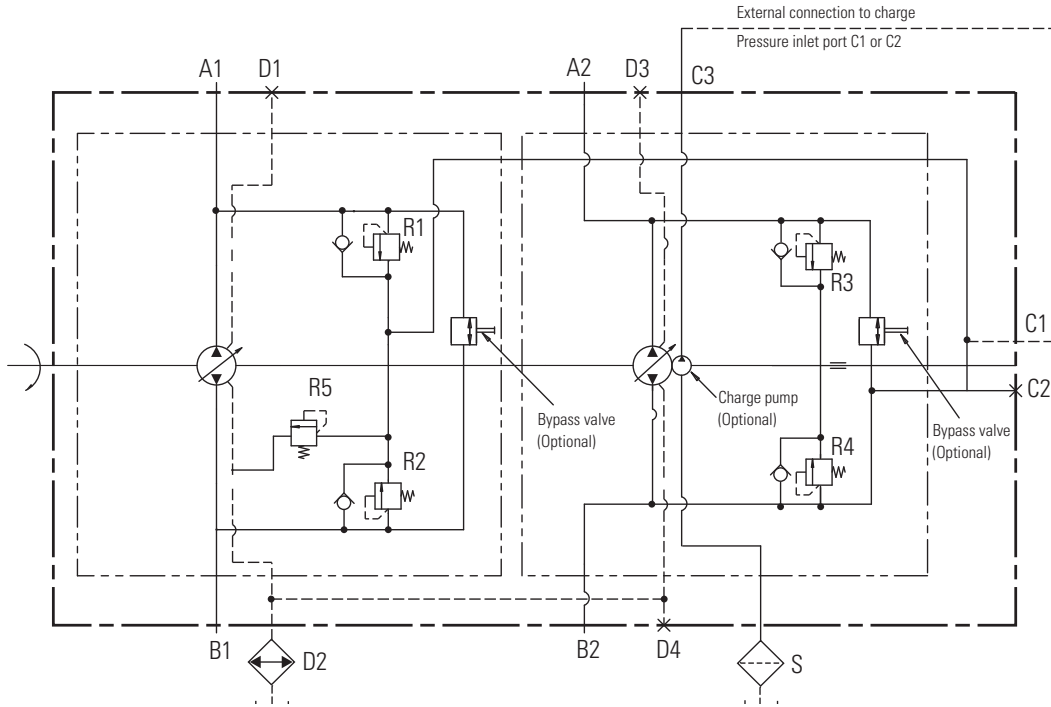 External connection to charge
Pressure inlet port C1 or C2
A1
D1
A2
D3
C3
R1
R3
C1
R5
Bypass valve
(Optional)
Charge pump
(Optional)
C2
Bypass valve
(Optional)
R2
R4
B1
D2
B2
D4
S